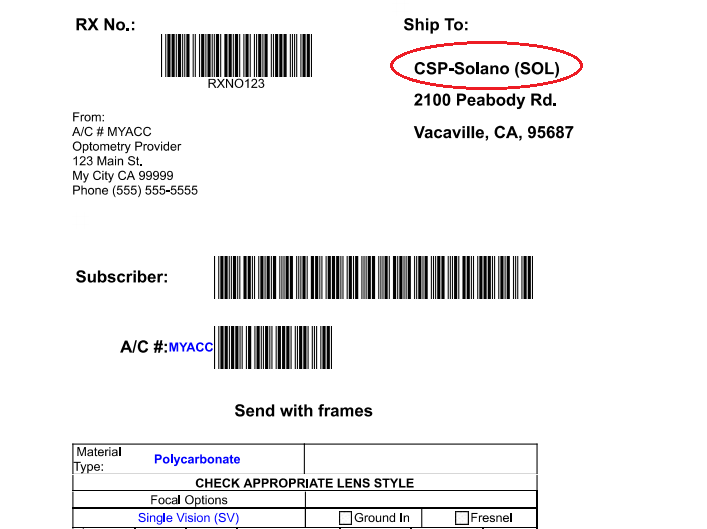 RX No.:
RXNO123
Ship To:
CSP-Solano (SOL)
2100 Peabody Rd.
Vacaville, CA, 95687
From:
A/C # MYACC
Optometry Provider
123 Main St.
My City CA 99999
Phone (555) 555-5555
Subscriber:
A/C #:MYACC
Send with frames
Material Type: Polycarbonate
CHECK APPROPRIATE LENS STYLE
Focal Options
Single Vision (SV) Ground In Fresnel